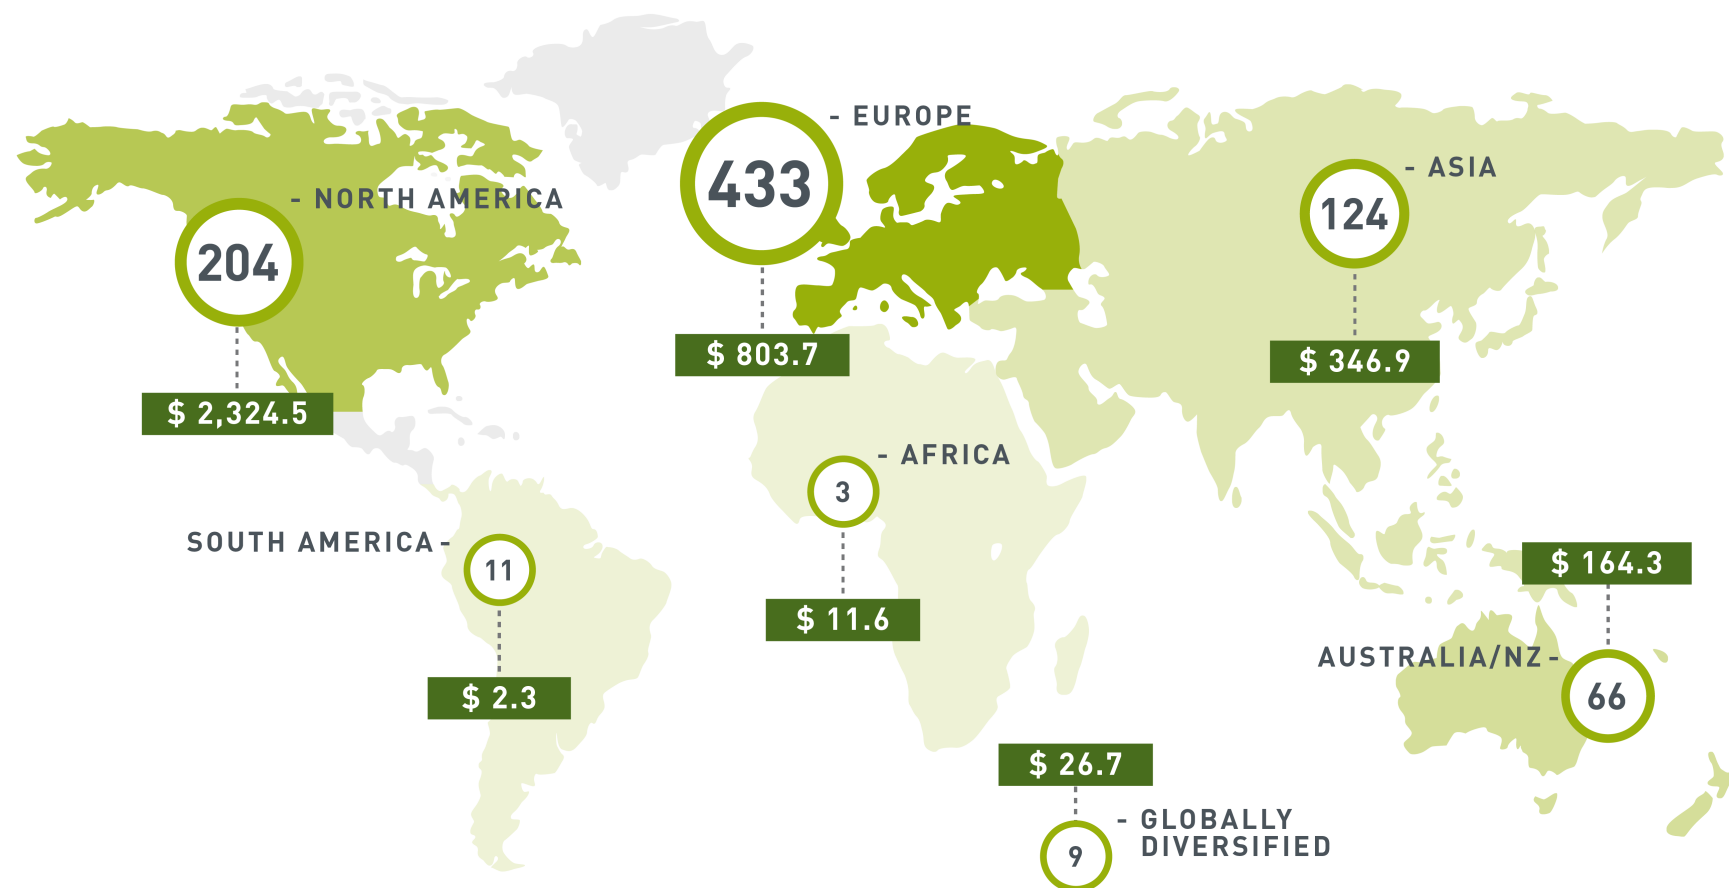 - EUROPE
433
$ 803.7
- NORTH AMERICA
204
$ 2,324.5
- ASIA
124
$ 346.9
- AFRICA
3
$ 11.6
SOUTH AMERICA -
11
$ 2.3
$ 164.3
AUSTRALIA/NZ -
66
$ 26.7
- GLOBALLY
DIVERSIFIED
9